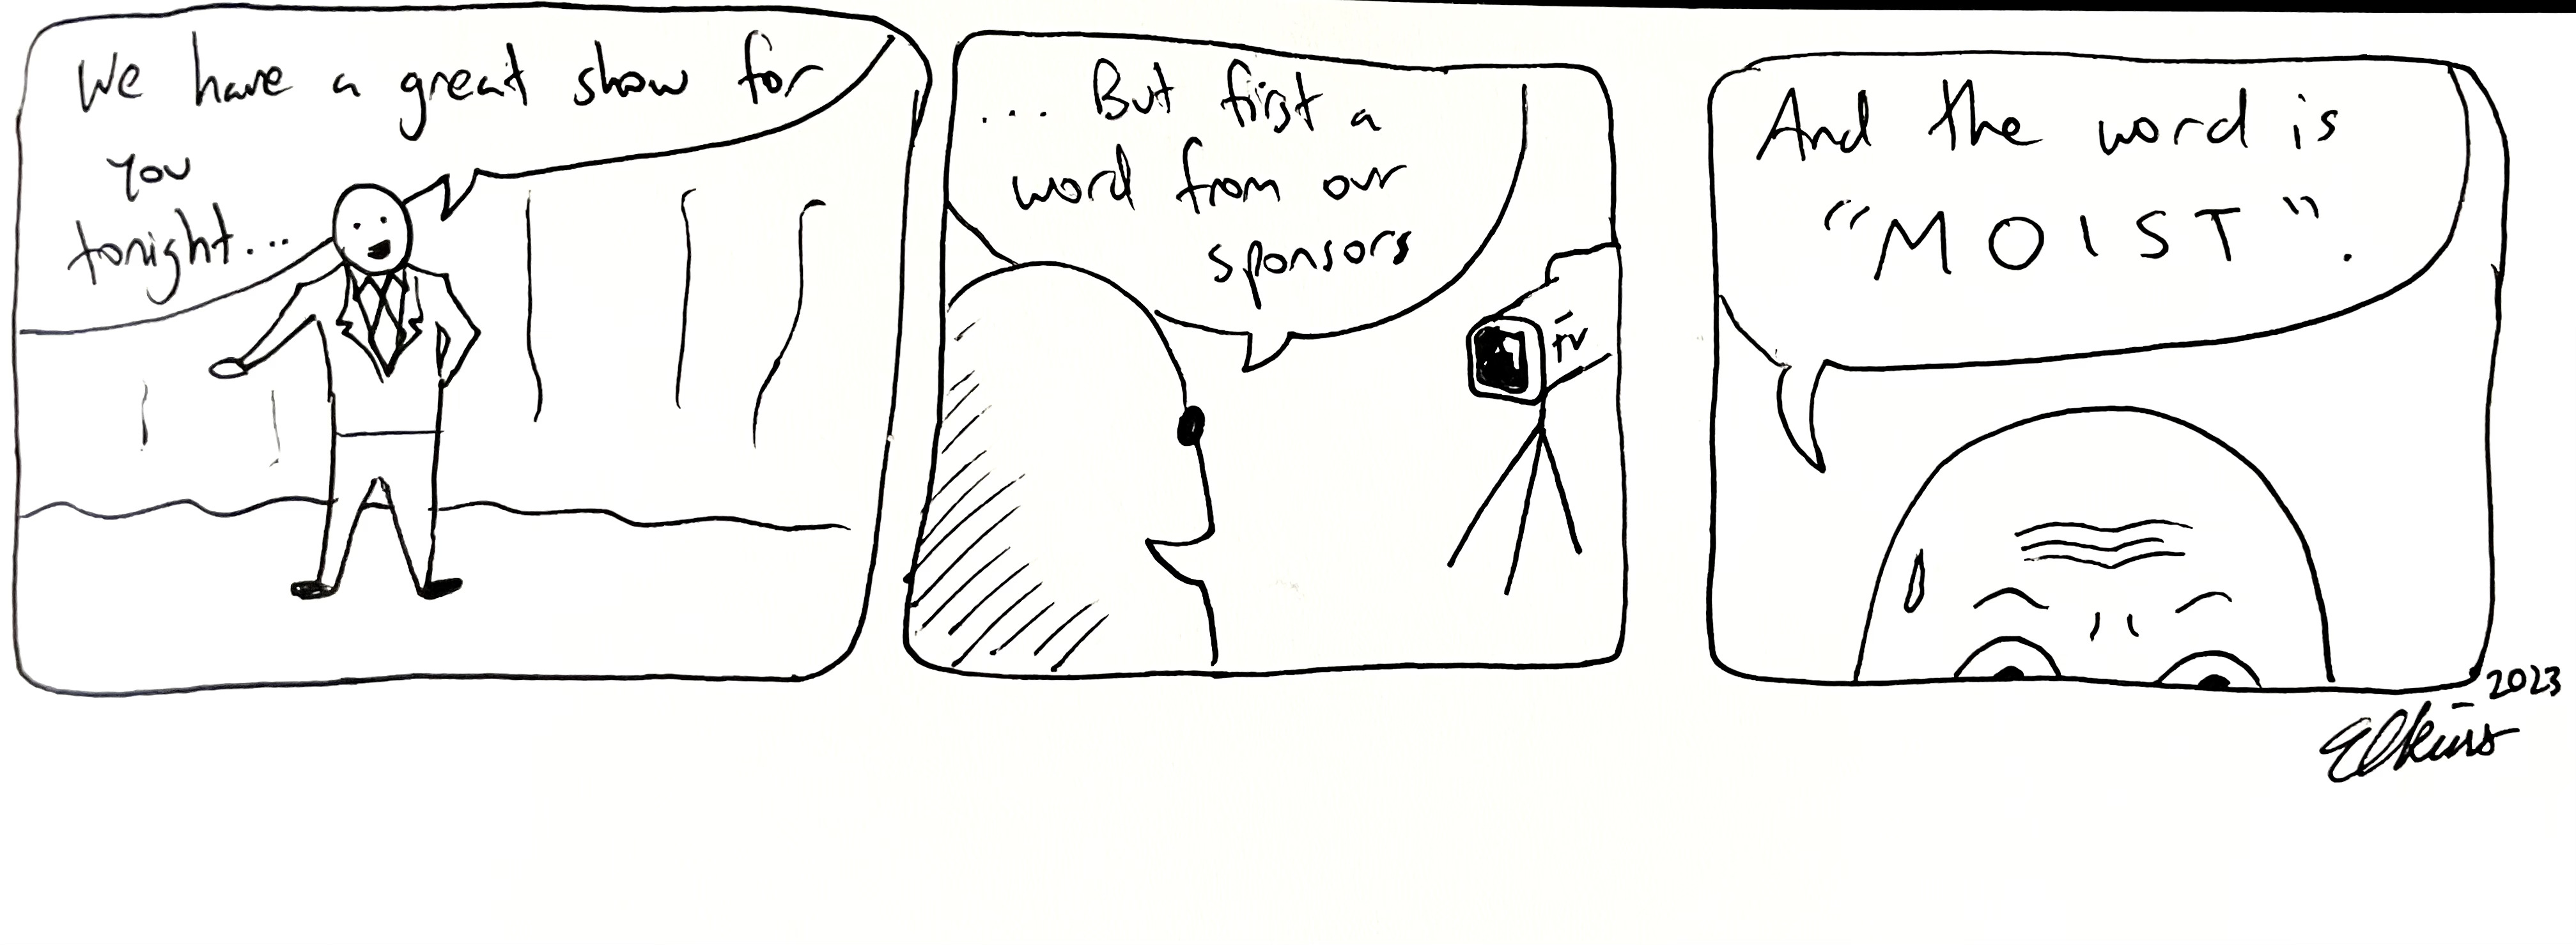 We have a great show for
you
tonight...
... But first a
word from our
sponsors
TV
And the word is
"MOIST".
2023
Elkins